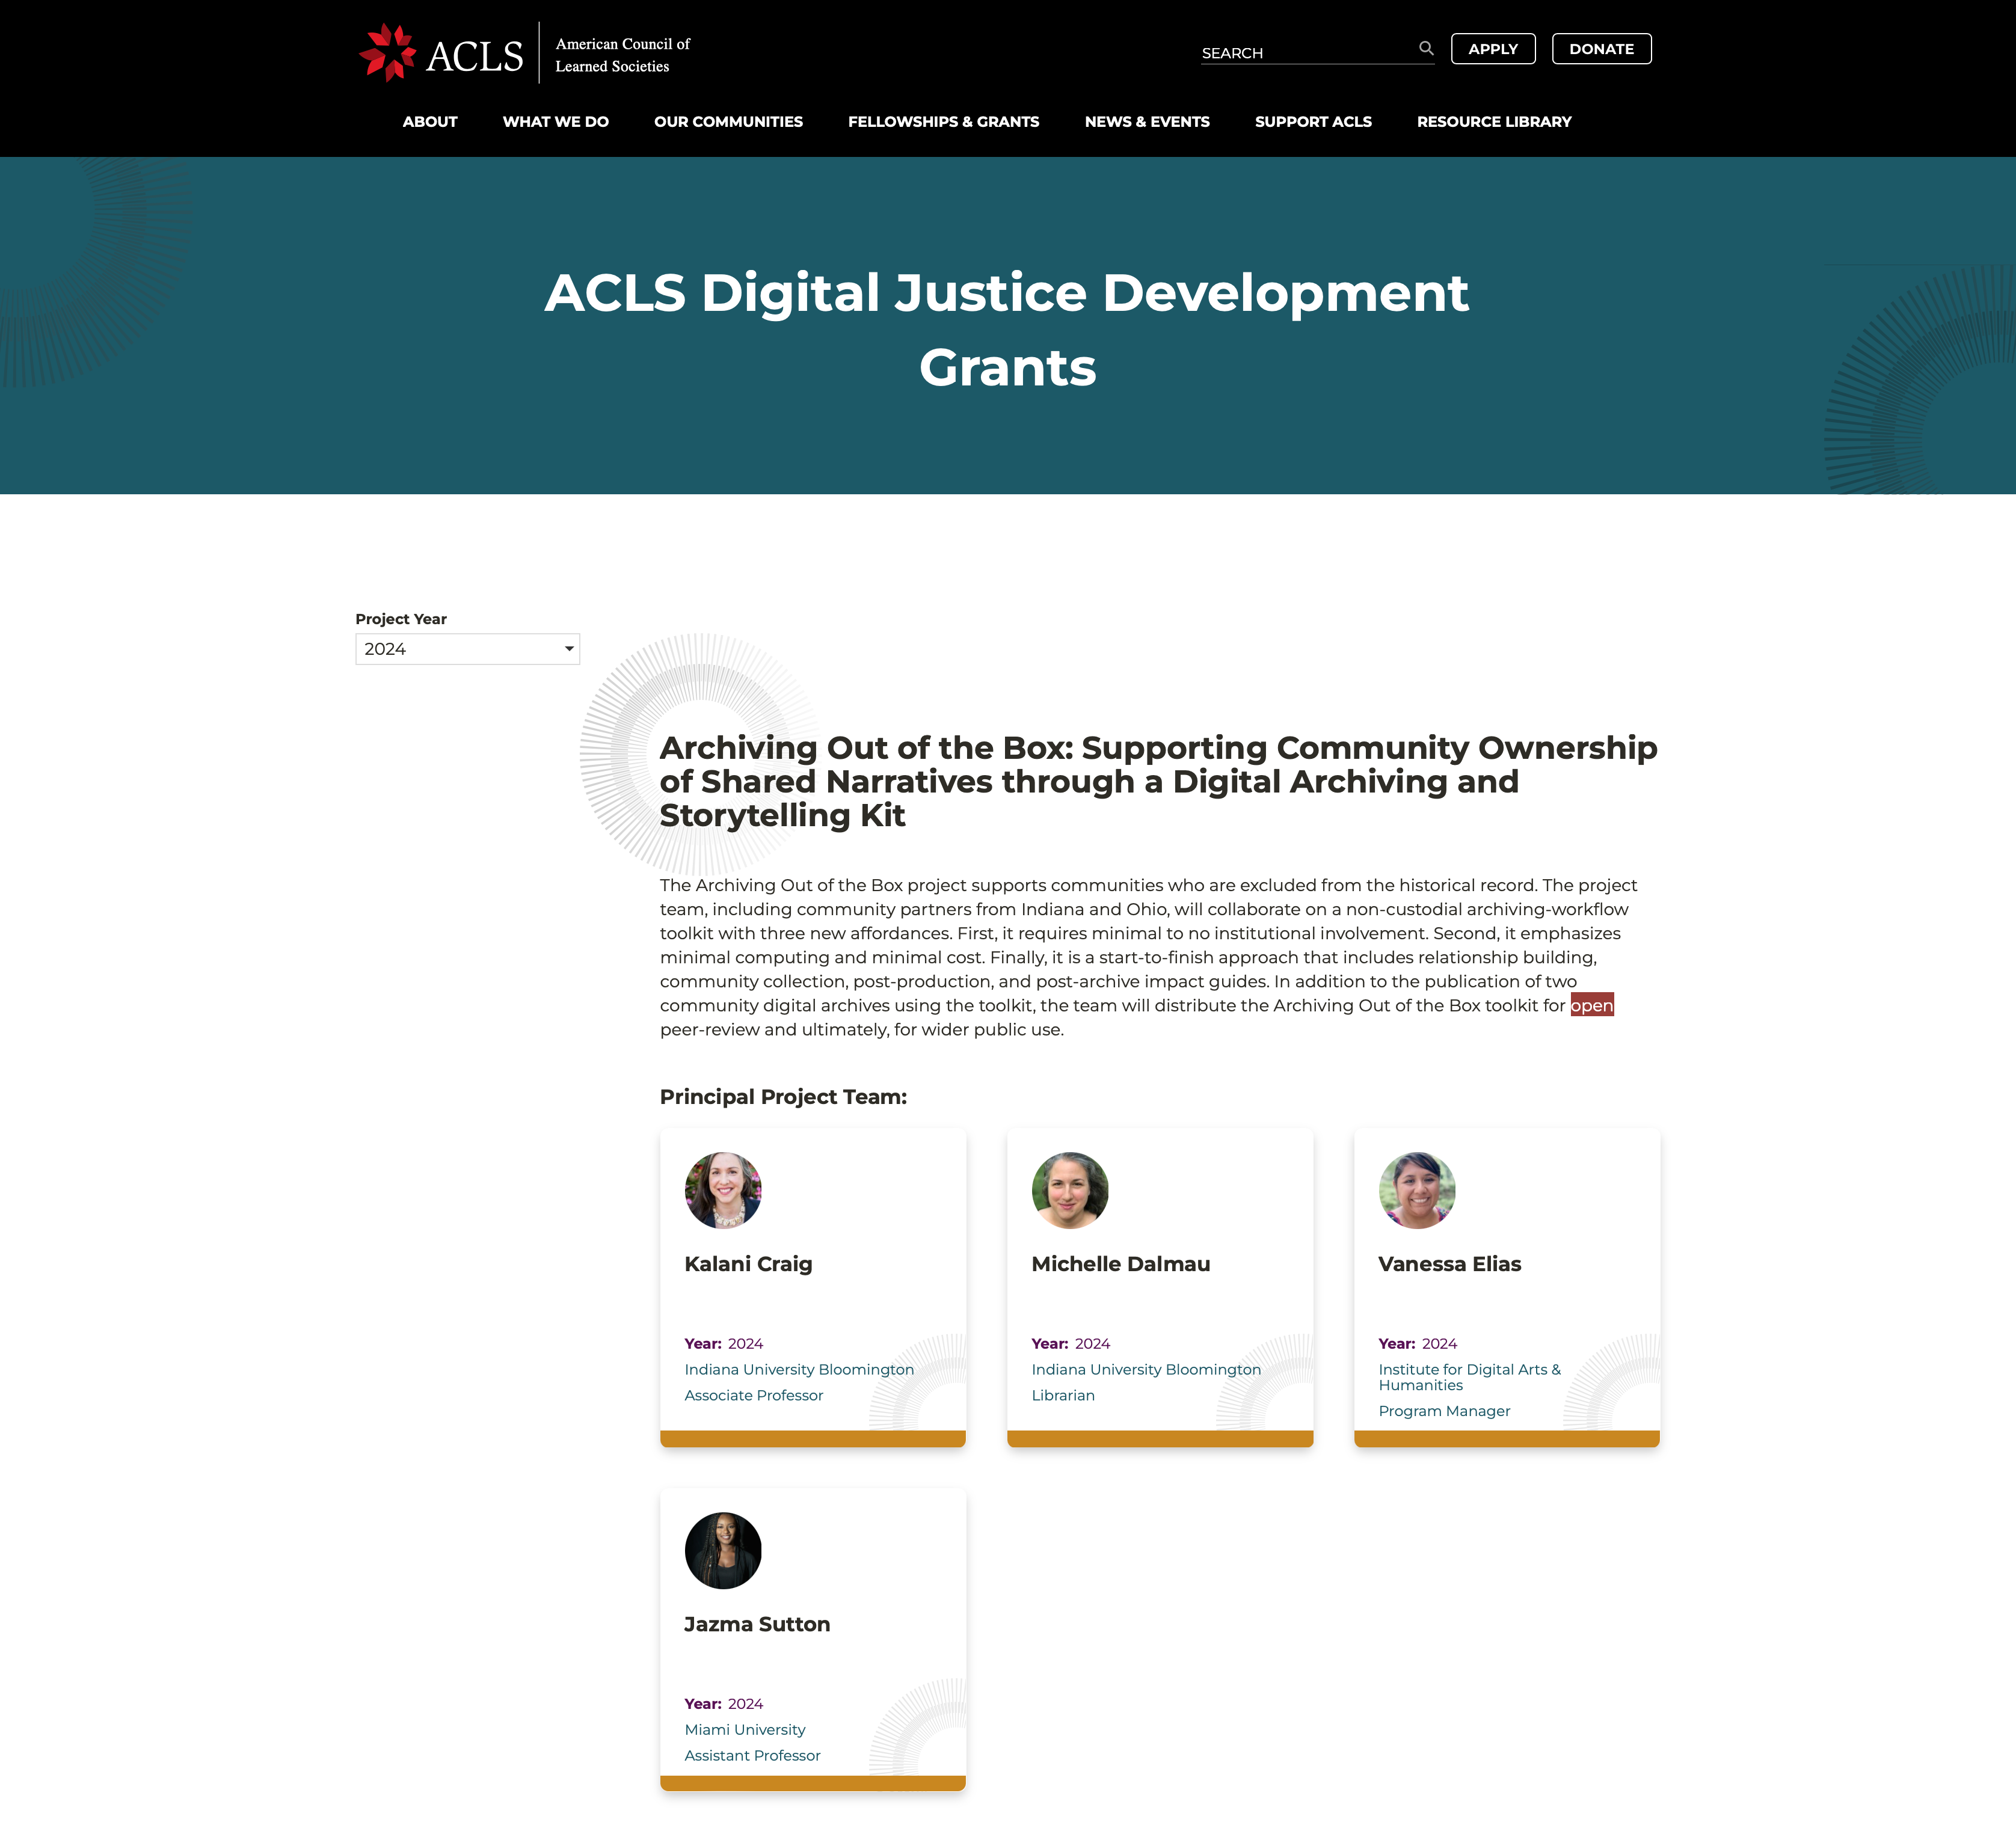 ACLS
American Council of
Learned Societies
SEARCH
APPLY
DONATE
ABOUT
WHAT WE DO
OUR COMMUNITIES
FELLOWSHIPS & GRANTS
NEWS & EVENTS
SUPPORT ACLS
RESOURCE LIBRARY
ACLS Digital Justice Development
Grants
Project Year
2024
Archiving Out of the Box: Supporting Community Ownership
of Shared Narratives through a Digital Archiving and
Storytelling Kit
The Archiving Out of the Box project supports communities who are excluded from the historical record. The project
team, including community partners from Indiana and Ohio, will collaborate on a non-custodial archiving-workflow
toolkit with three new affordances. First, it requires minimal to no institutional involvement. Second, it emphasizes
minimal computing and minimal cost. Finally, it is a start-to-finish approach that includes relationship building,
community collection, post-production, and post-archive impact guides. In addition to the publication of two
community digital archives using the toolkit, the team will distribute the Archiving Out of the Box toolkit for open
peer-review and ultimately, for wider public use.
Principal Project Team:
Kalani Craig
Year: 2024
Indiana University Bloomington
Associate Professor
Michelle Dalmau
Year: 2024
Indiana University Bloomington
Librarian
Vanessa Elias
Year: 2024
Institute for Digital Arts &
Humanities
Program Manager
Jazma Sutton
Year: 2024
Miami University
Assistant Professor